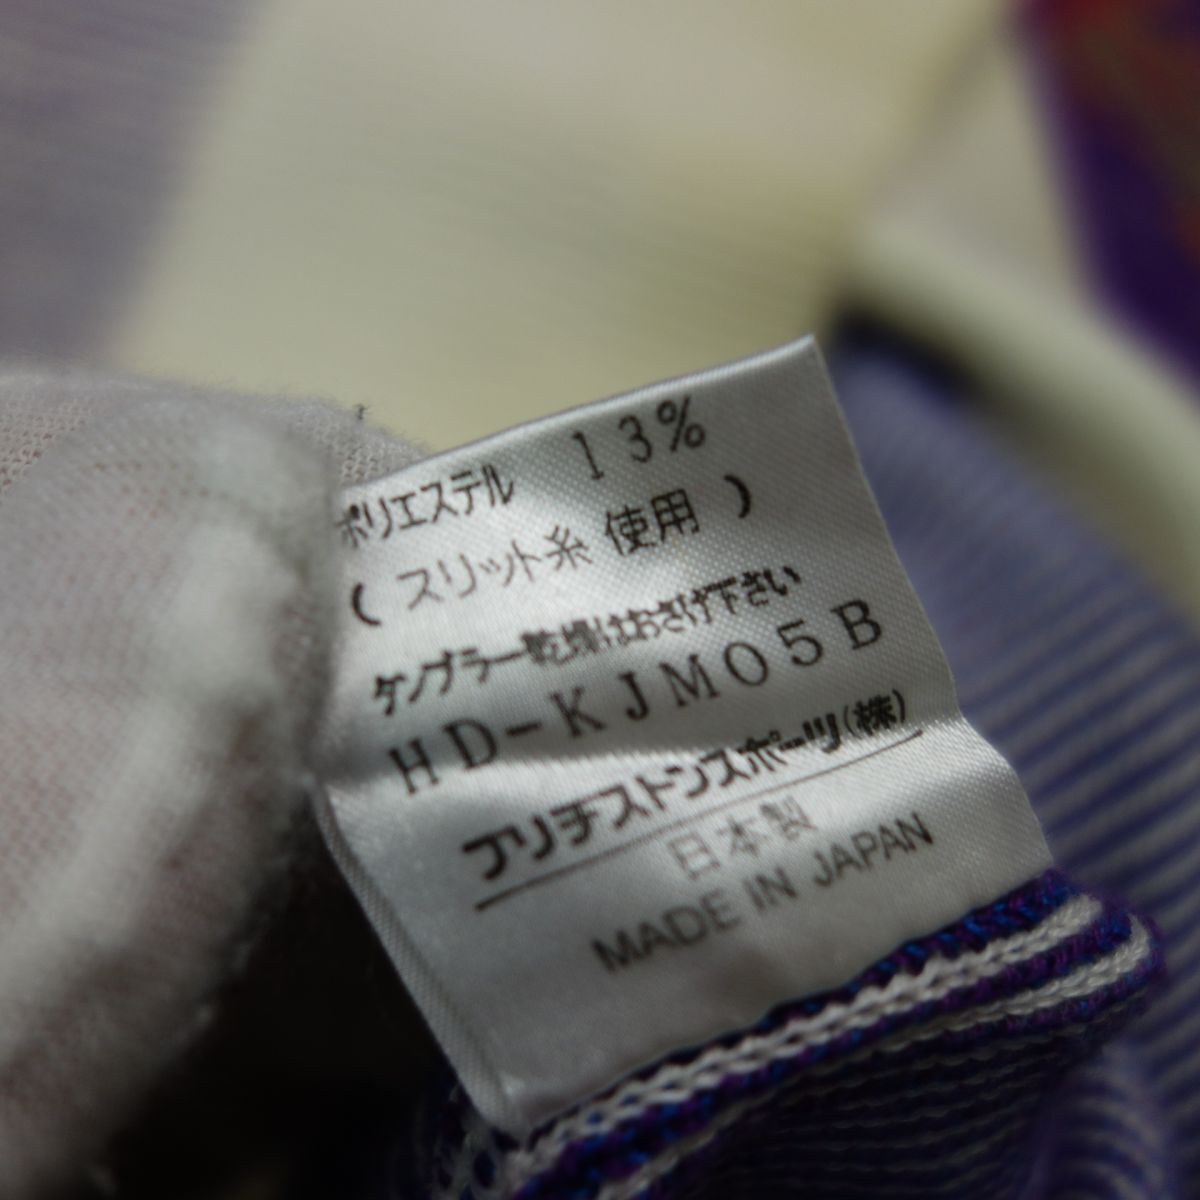 ポリエステル 13%
( スリット糸 使用 )
タンブラー乾燥はおさけ下さい
HD-KJM05B
ブリヂストンスポーツ(株)
日本製
MADE IN JAPAN